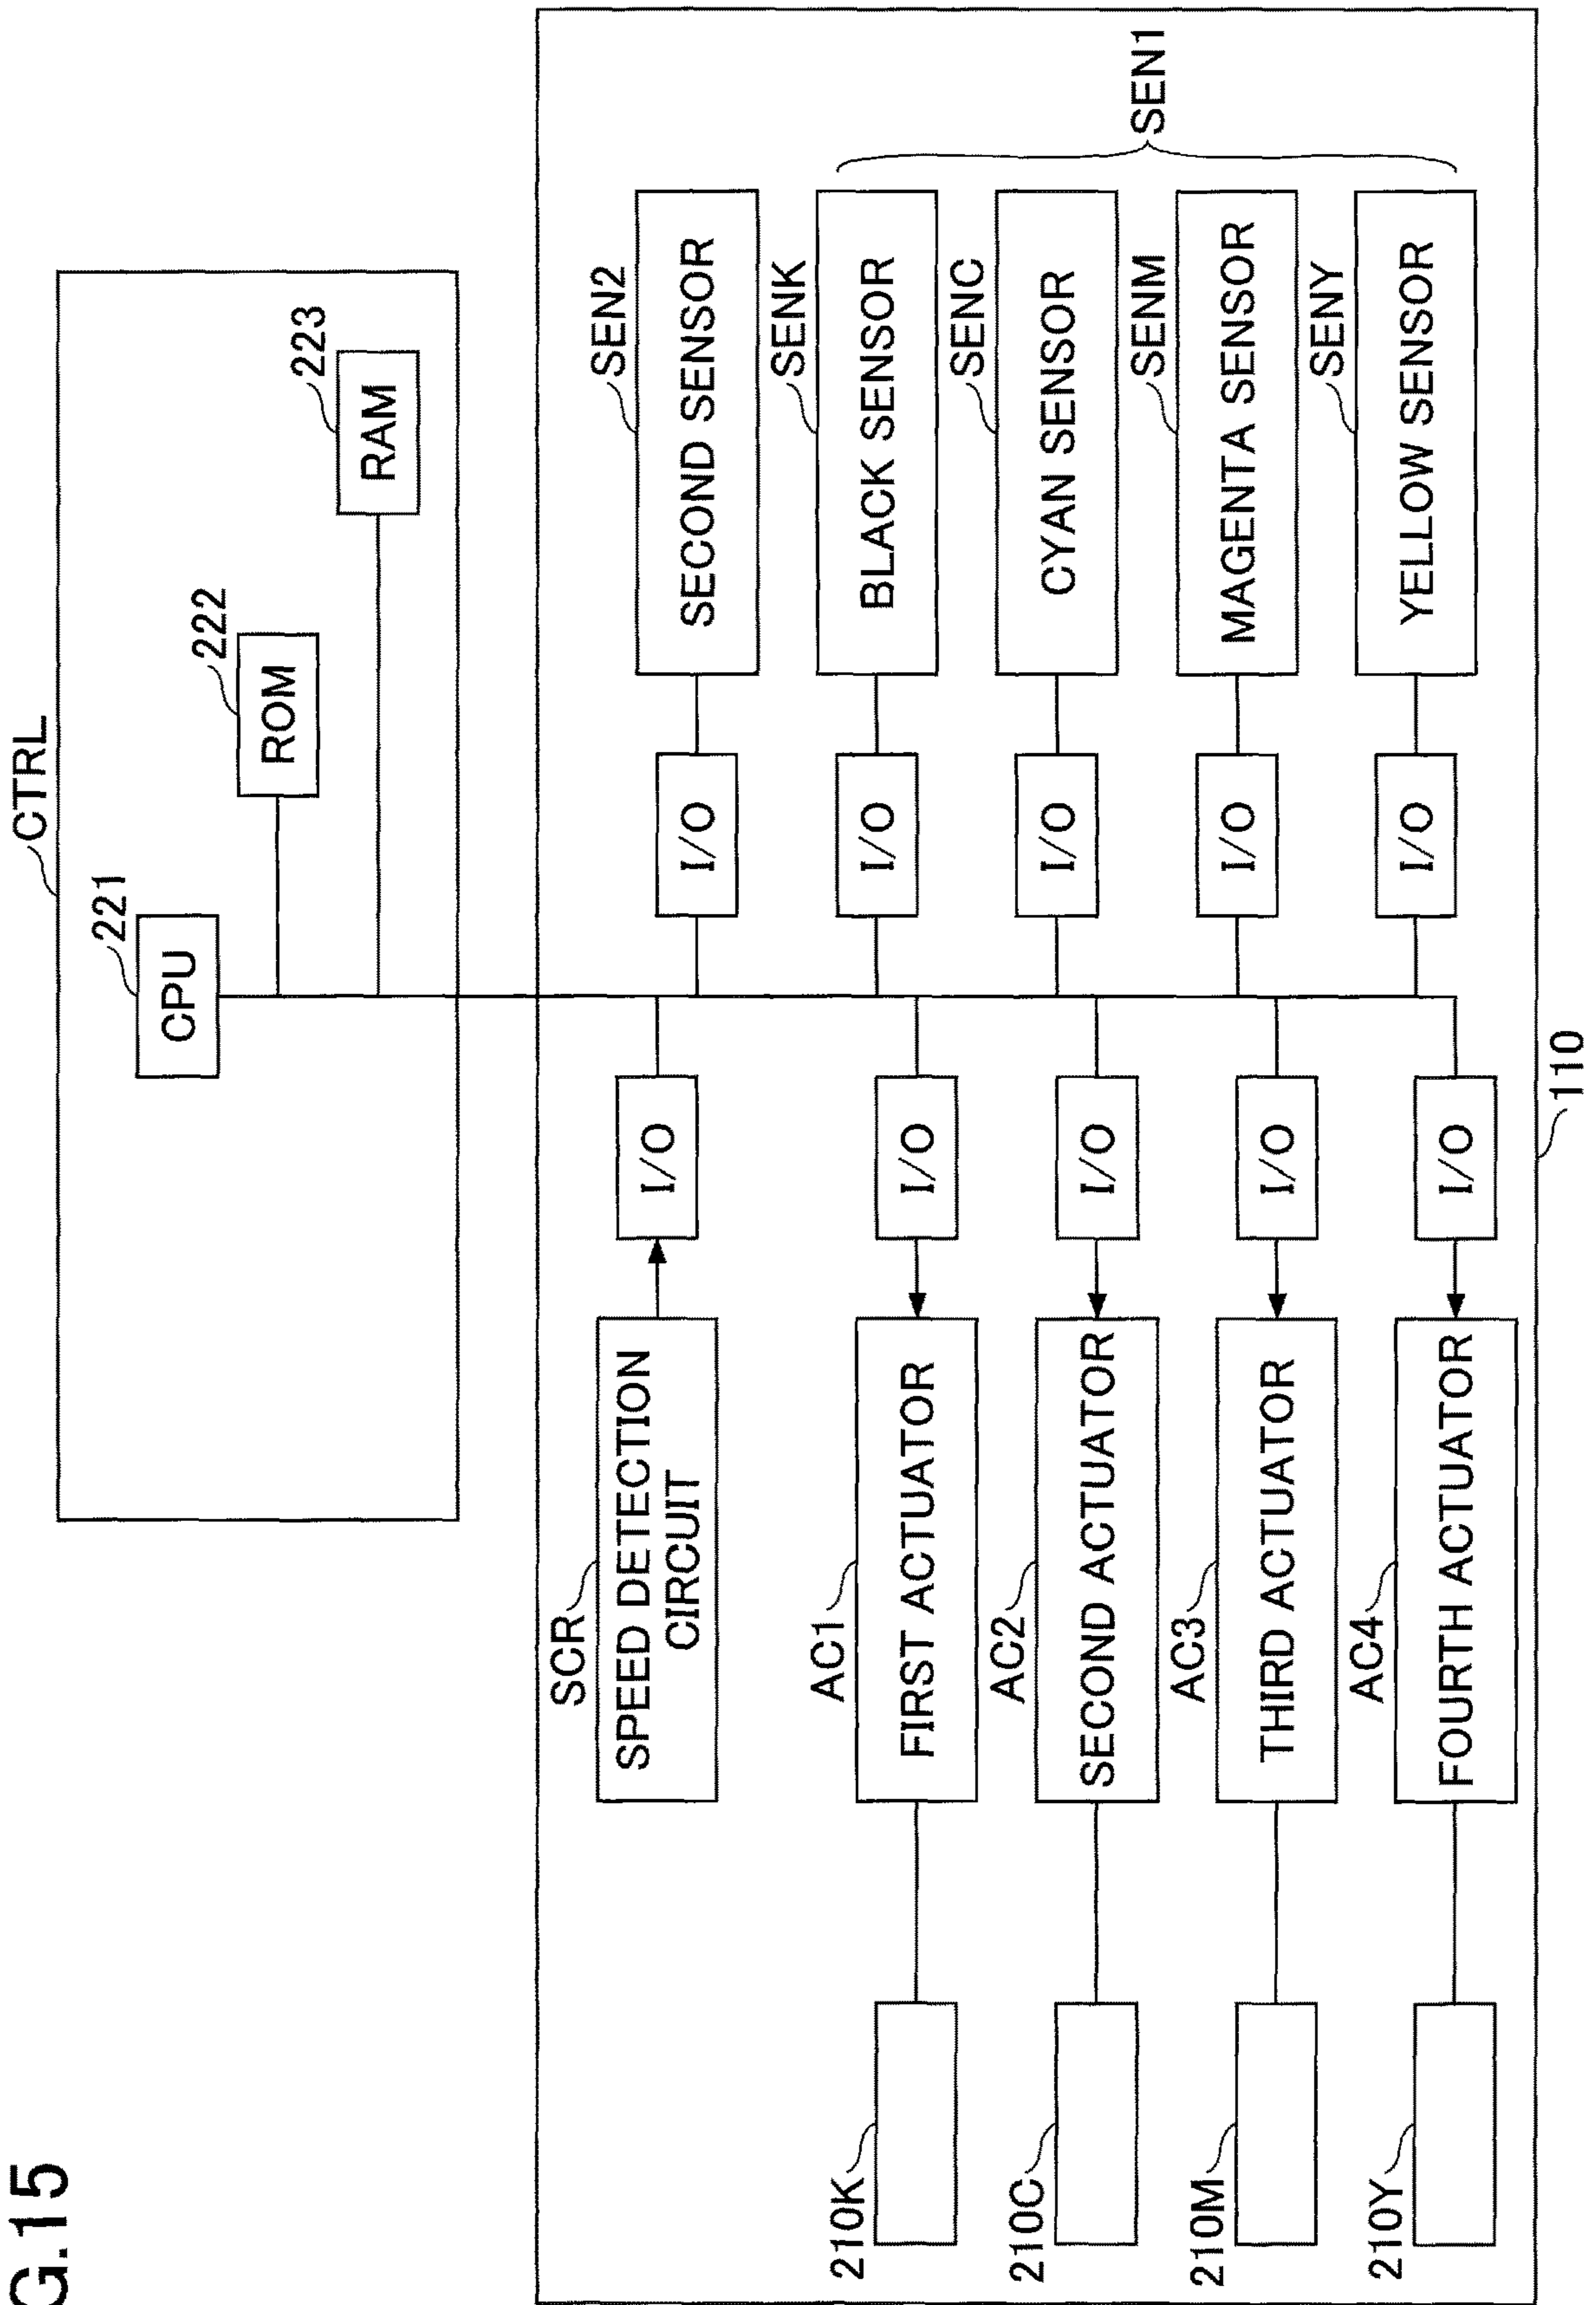 G.15
CTRL
221
CPU
222
ROM
223
RAM
SCR
SPEED DETECTION
CIRCUIT
I/O
I/O
SEN2
SECOND SENSOR
210K
AC1
FIRST ACTUATOR
I/O
I/O
SENK
BLACK SENSOR
210C
AC2
SECOND ACTUATOR
I/O
I/O
SENC
CYAN SENSOR
210M
AC3
THIRD ACTUATOR
I/O
I/O
SENM
MAGENTA SENSOR
210Y
AC4
FOURTH ACTUATOR
I/O
I/O
SENY
YELLOW SENSOR
SEN1
110